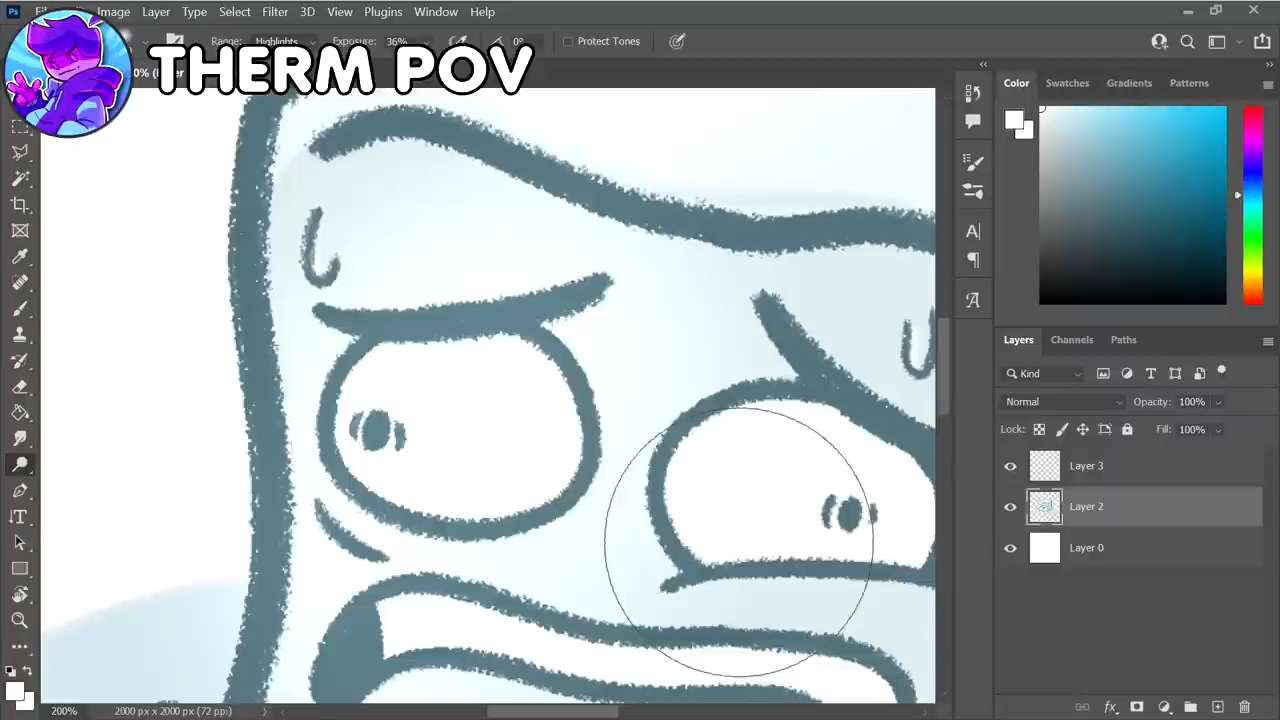 Ps Image Layer Type Select Filter 3D View Plugins Window Help
Range: Highlights Exposure: 36% 0° Protect Tones
THERM POV
Color Swatches Gradients Patterns
Layers Channels Paths
Kind
Normal Opacity: 100%
Lock: Fill: 100%
Layer 3
Layer 2
Layer 0
200% 2000 px x 2000 px (72 ppi)